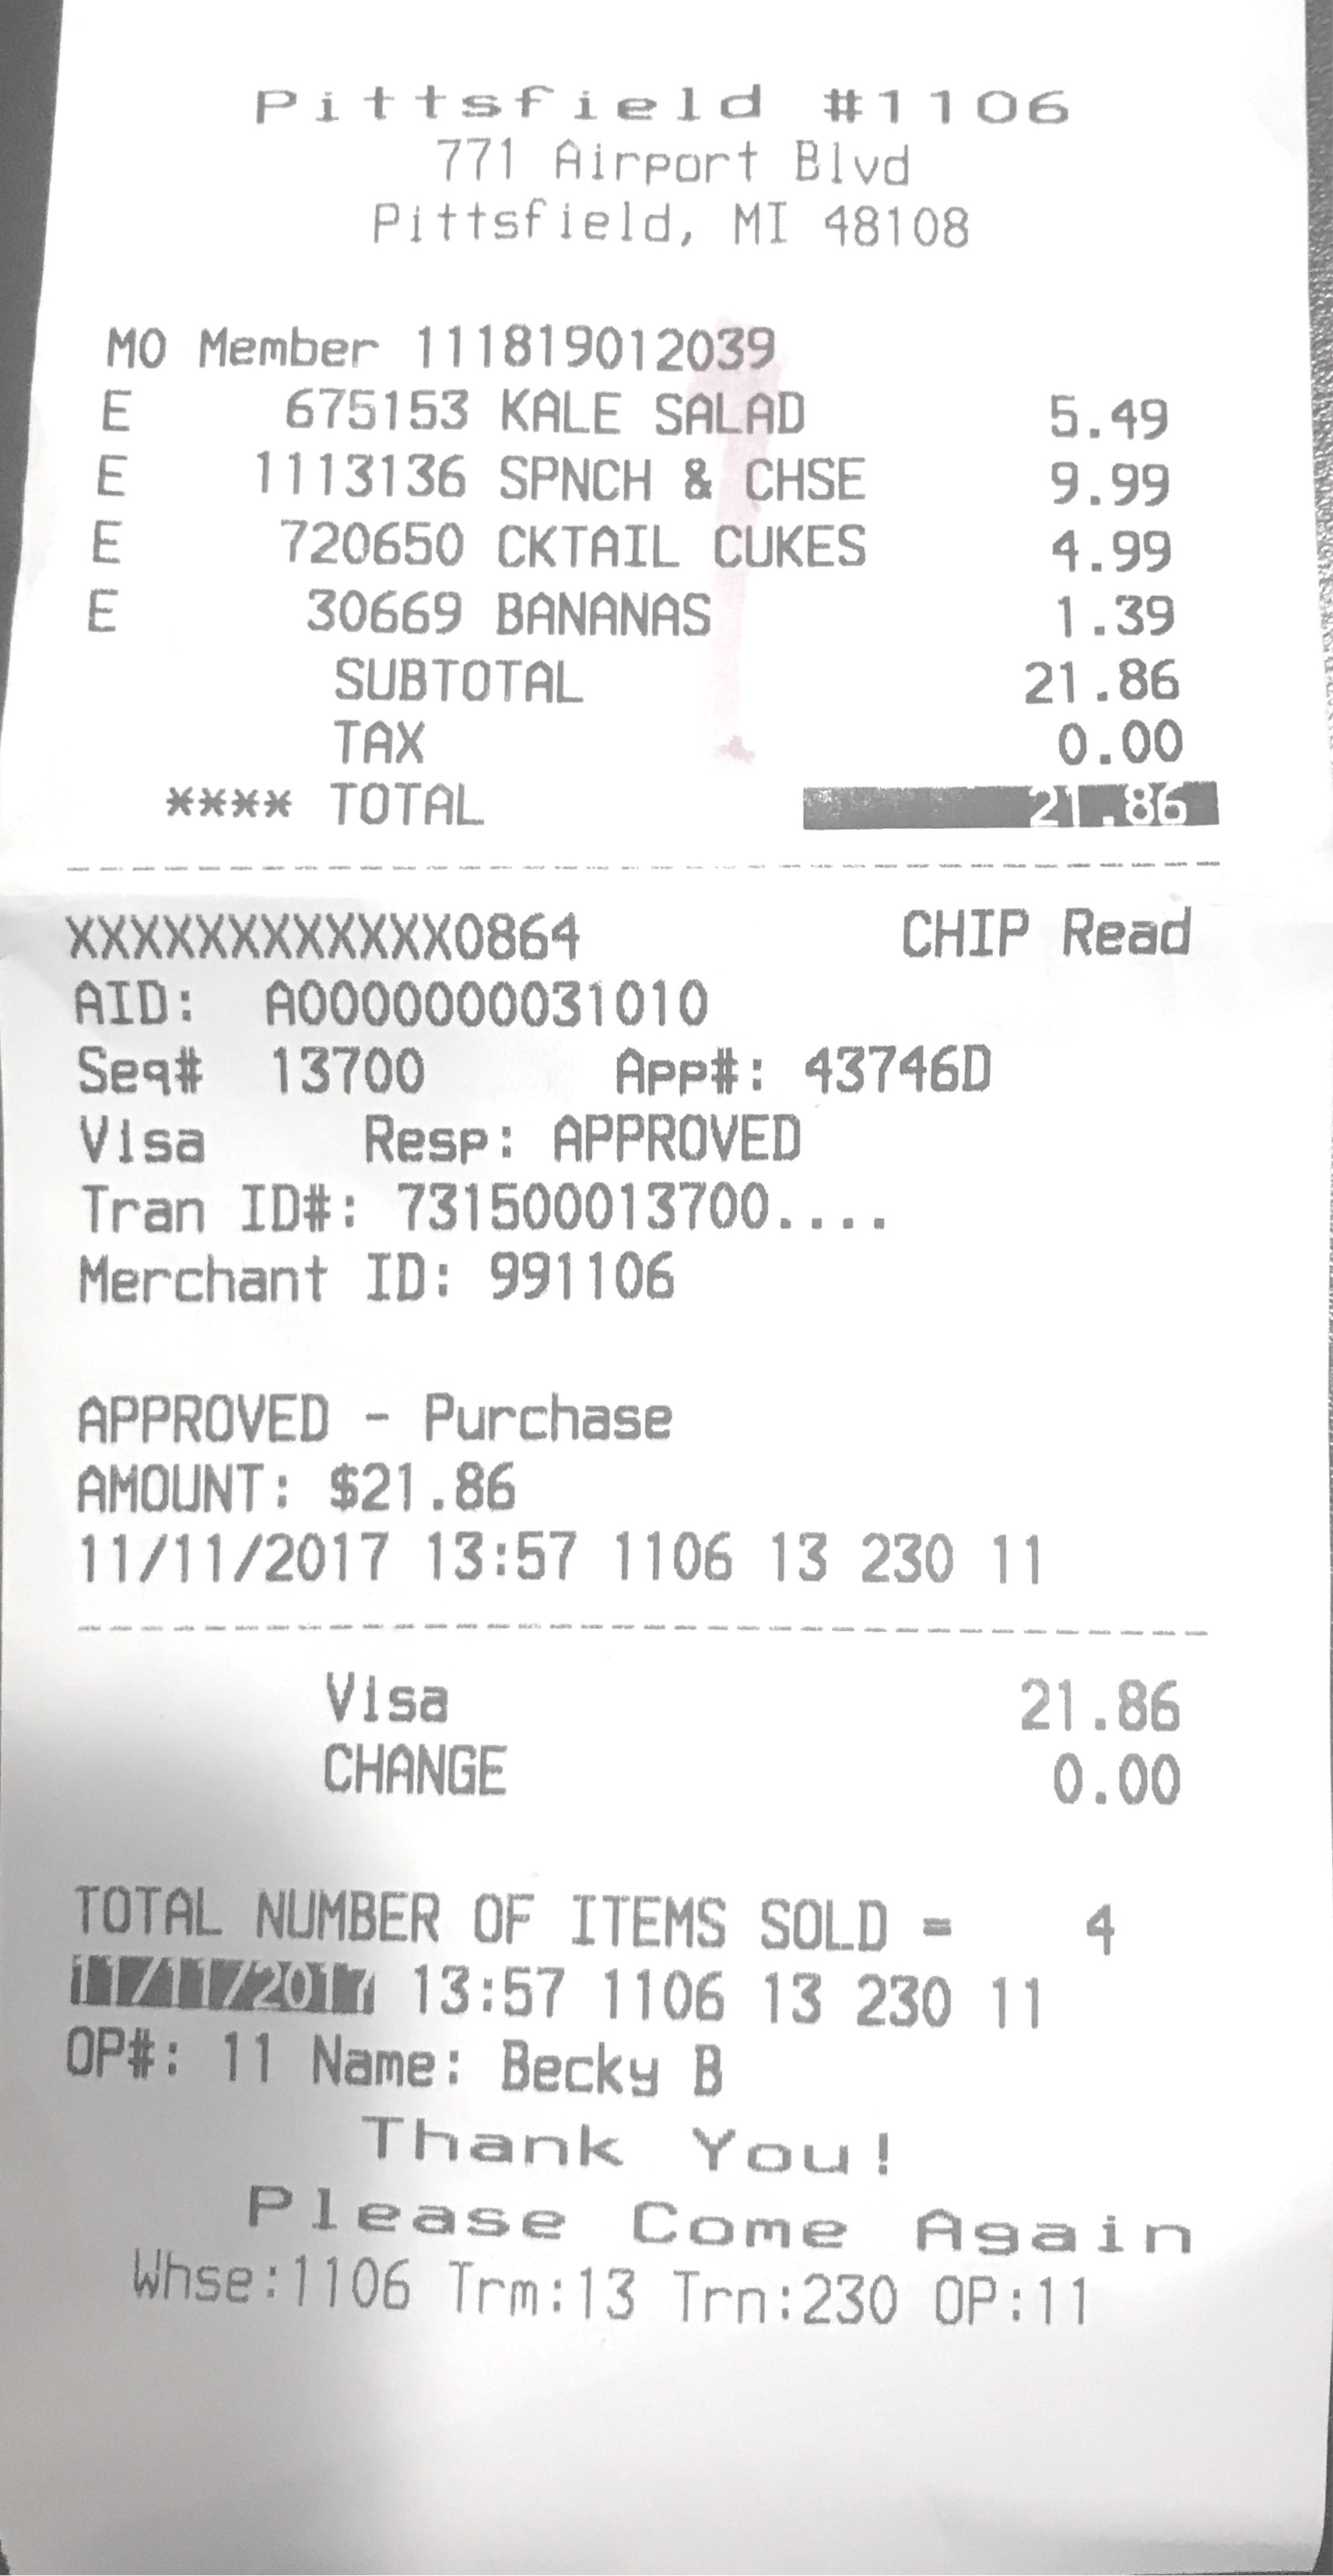 Pittsfield #1106
771 Airport Blvd
Pittsfield, MI 48108
MO Member 111819012039
E 675153 KALE SALAD 5.49
E 1113136 SPNCH & CHSE 9.99
E 720650 CKTAIL CUKES 4.99
E 30669 BANANAS 1.39
SUBTOTAL 21.86
TAX 0.00
**** TOTAL 21.86
XXXXXXXXXXXX0864 CHIP Read
AID: A0000000031010
Seq# 13700 App#: 43746D
Visa Resp: APPROVED
Tran ID#: 731500013700....
Merchant ID: 991106
APPROVED - Purchase
AMOUNT: $21.86
11/11/2017 13:57 1106 13 230 11
Visa 21.86
CHANGE 0.00
TOTAL NUMBER OF ITEMS SOLD = 4
11/11/2017 13:57 1106 13 230 11
OP#: 11 Name: Becky B
Thank You!
Please Come Again
Whse:1106 Trm:13 Trn:230 OP:11